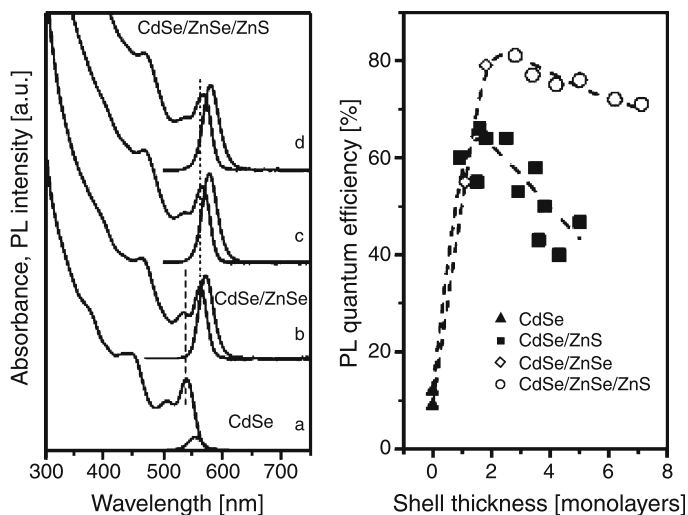 CdSe/ZnSe/ZnS
d
c
CdSe/ZnSe
b
CdSe
a
Absorbance, PL intensity [a.u.]
300 400 500 600 700
Wavelength [nm]
PL quantum efficiency [%]
80
60
40
20
0
CdSe
CdSe/ZnS
CdSe/ZnSe
CdSe/ZnSe/ZnS
0 2 4 6 8
Shell thickness [monolayers]